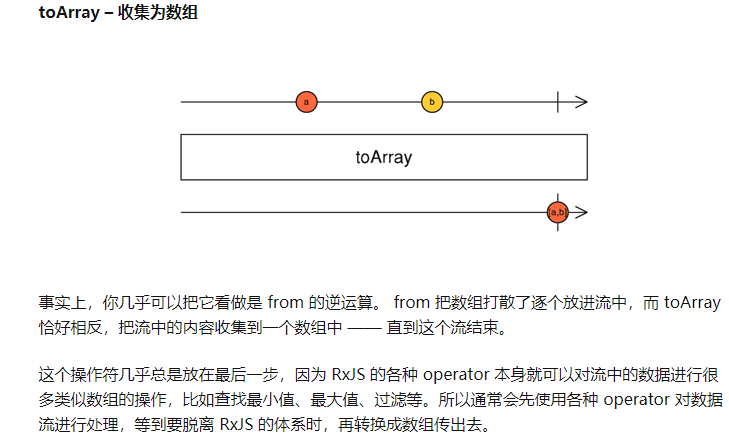 toArray – 收集为数组
a
b
toArray
[a,b]
事实上，你几乎可以把它看做是 from 的逆运算。 from 把数组打散了逐个放进流中，而 toArray
恰好相反，把流中的内容收集到一个数组中 —— 直到这个流结束。
这个操作符几乎总是放在最后一步，因为 RxJS 的各种 operator 本身就可以对流中的数据进行很
多类似数组的操作，比如查找最小值、最大值、过滤等。所以通常会先使用各种 operator 对数据
流进行处理，等到要脱离 RxJS 的体系时，再转换成数组传出去。